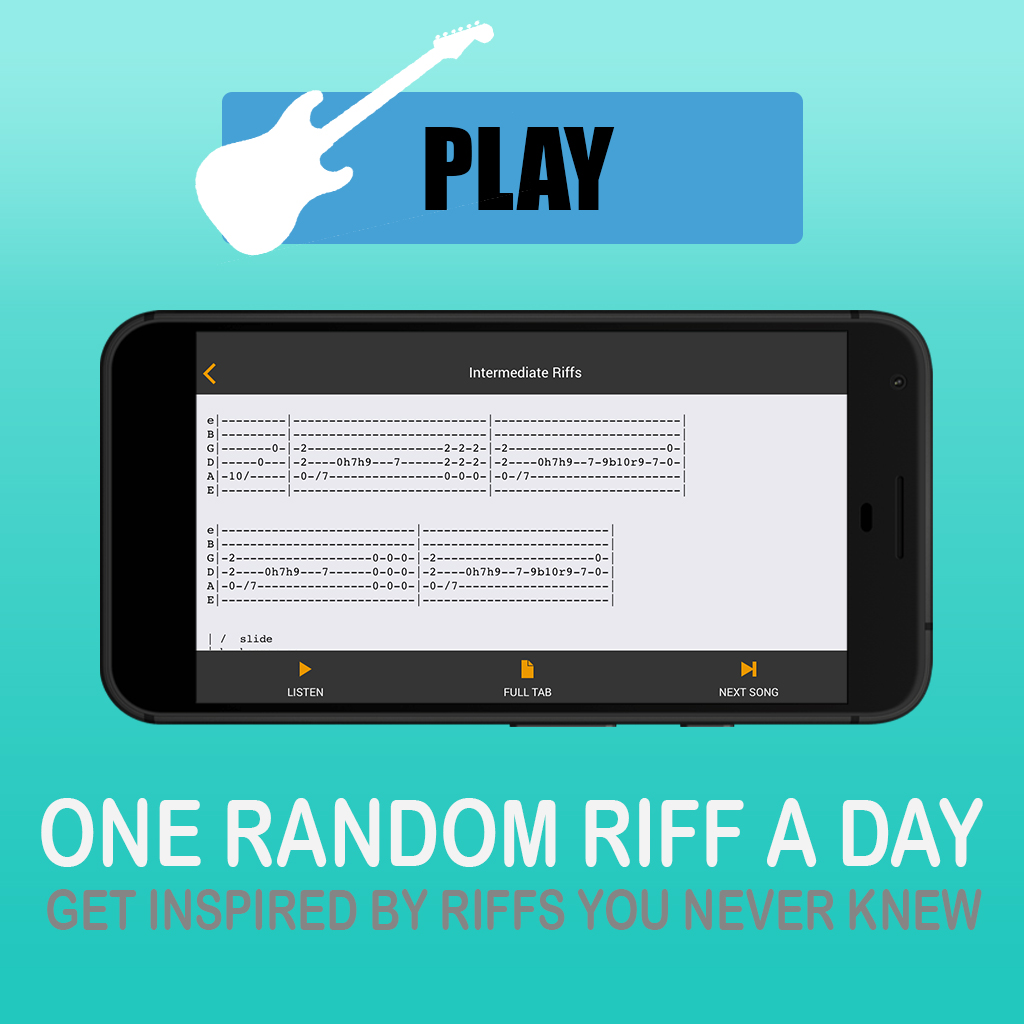 PLAY
Intermediate Riffs
e|---------|---------------------------|--------------------------|
B|---------|---------------------------|--------------------------|
G|-------0-|-2-------------------2-2-2-|-2----------------------0-|
D|-----0---|-2----0h7h9---7------2-2-2-|-2----0h7h9--7-9b10r9-7-0-|
A|-10/-----|-0-/7----------------0-0-0-|-0-/7---------------------|
E|---------|---------------------------|--------------------------|
e|---------------------------|--------------------------|
B|---------------------------|--------------------------|
G|-2-------------------0-0-0-|-2----------------------0-|
D|-2----0h7h9---7------0-0-0-|-2----0h7h9--7-9b10r9-7-0-|
A|-0-/7----------------0-0-0-|-0-/7---------------------|
E|---------------------------|--------------------------|
| / slide
LISTEN FULL TAB NEXT SONG
ONE RANDOM RIFF A DAY
GET INSPIRED BY RIFFS YOU NEVER KNEW